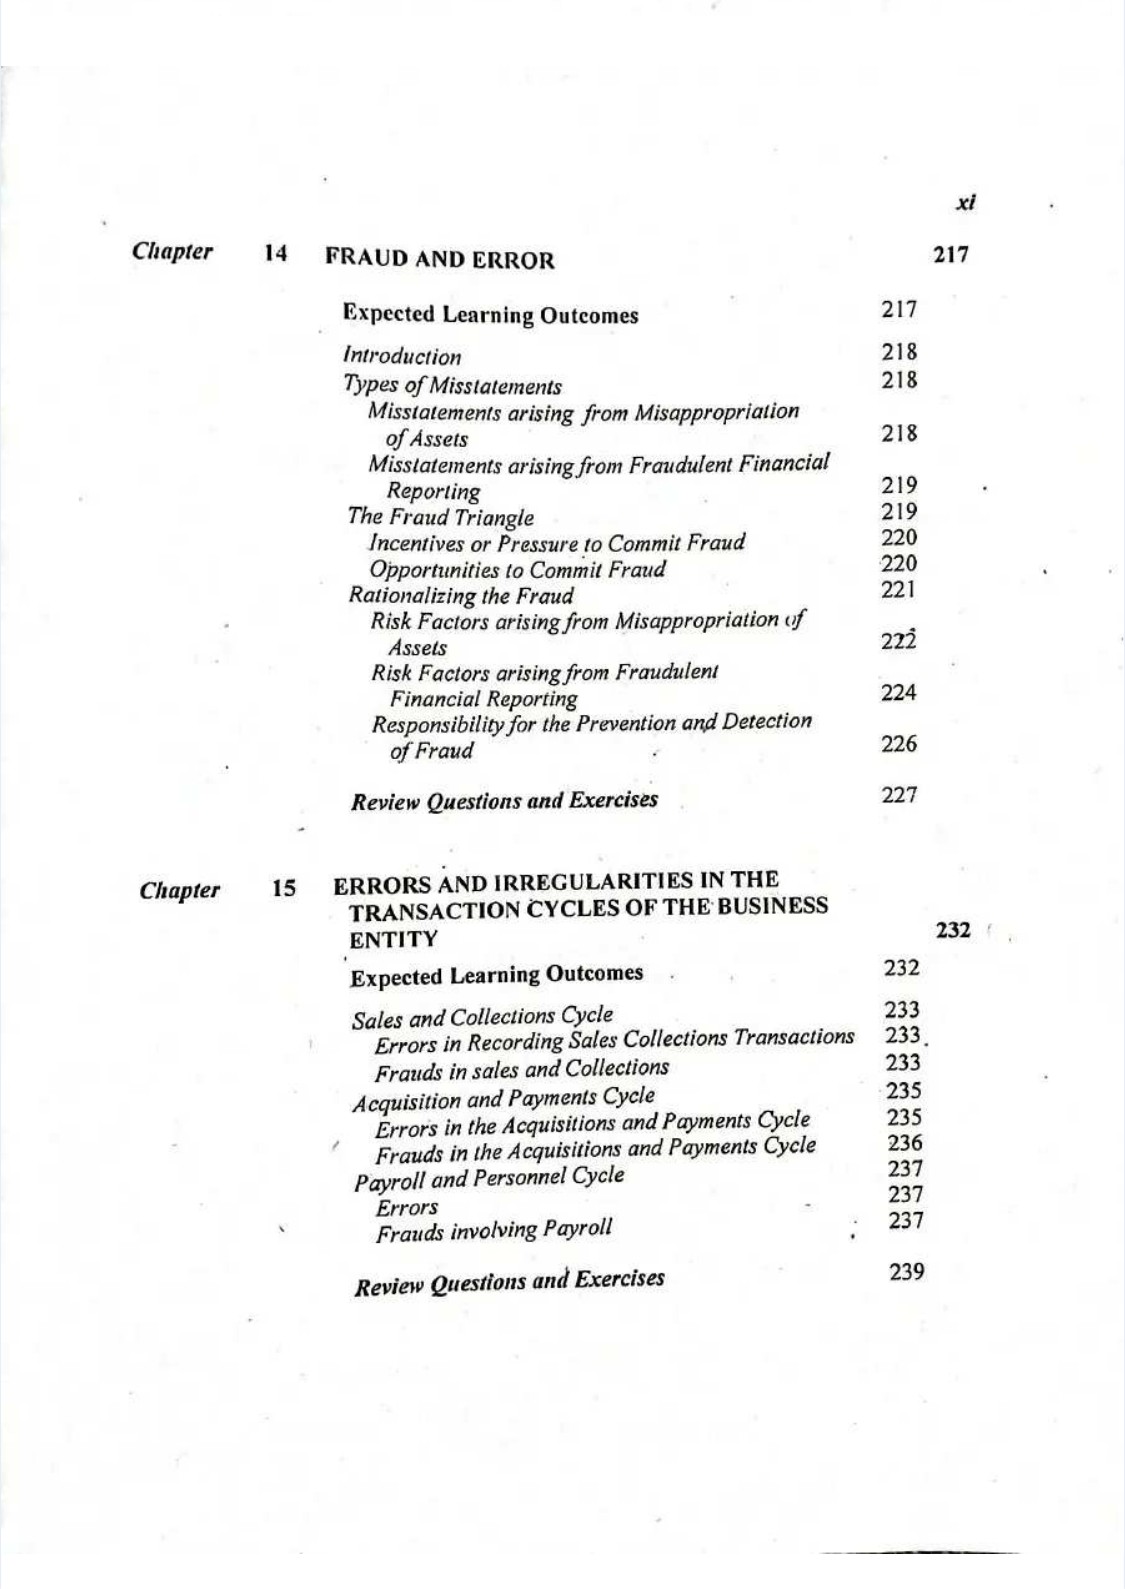 xi
Chapter 14 FRAUD AND ERROR 217
Expected Learning Outcomes 217
Introduction 218
Types of Misstatements 218
Misstatements arising from Misappropriation
of Assets 218
Misstatements arising from Fraudulent Financial
Reporting 219
The Fraud Triangle 219
Incentives or Pressure to Commit Fraud 220
Opportunities to Commit Fraud 220
Rationalizing the Fraud 221
Risk Factors arising from Misappropriation of
Assets 222
Risk Factors arising from Fraudulent
Financial Reporting 224
Responsibility for the Prevention and Detection
of Fraud 226
Review Questions and Exercises 227
Chapter 15 ERRORS AND IRREGULARITIES IN THE
TRANSACTION CYCLES OF THE BUSINESS
ENTITY 232
Expected Learning Outcomes 232
Sales and Collections Cycle 233
Errors in Recording Sales Collections Transactions 233
Frauds in sales and Collections 233
Acquisition and Payments Cycle 235
Errors in the Acquisitions and Payments Cycle 235
Frauds in the Acquisitions and Payments Cycle 236
Payroll and Personnel Cycle 237
Errors 237
Frauds involving Payroll 237
Review Questions and Exercises 239